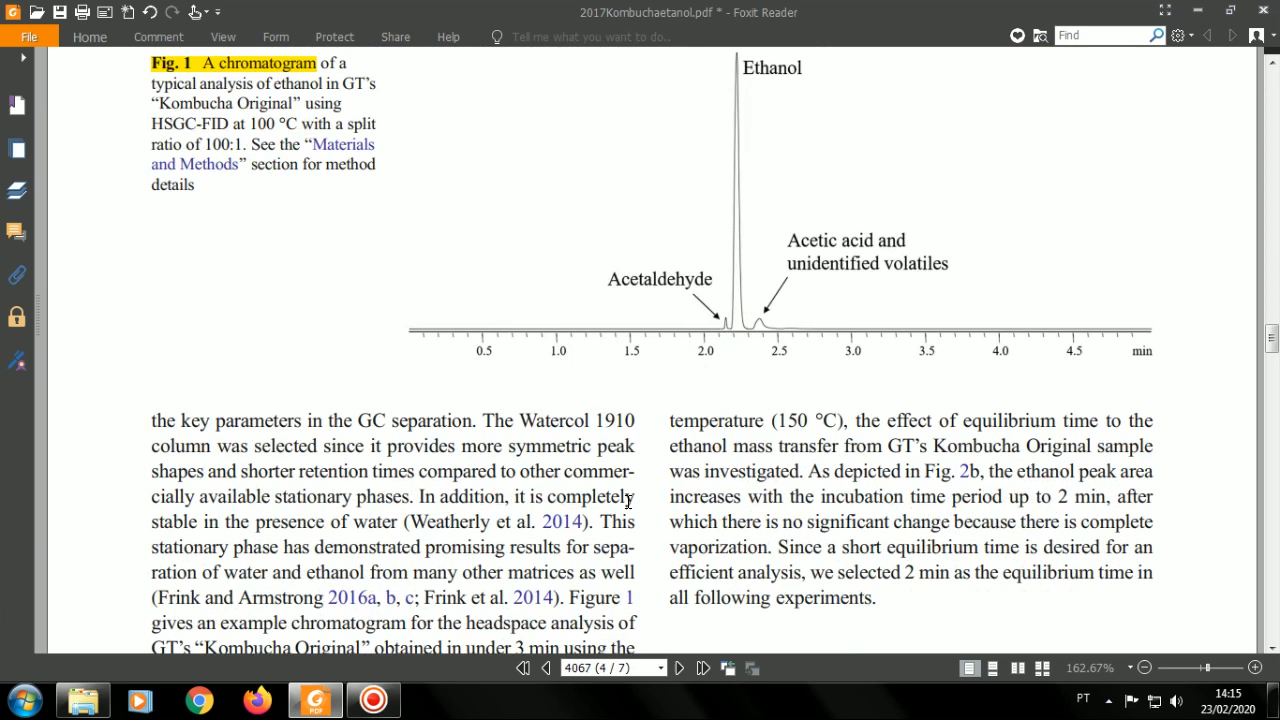 2017Kombuchaetanol.pdf * - Foxit Reader
File Home Comment View Form Protect Share Help Tell me what you want to do.. Find
Fig. 1 A chromatogram of a
typical analysis of ethanol in GT's
“Kombucha Original” using
HSGC-FID at 100 °C with a split
ratio of 100:1. See the “Materials
and Methods” section for method
details
Ethanol
Acetic acid and
unidentified volatiles
Acetaldehyde
0.5 1.0 1.5 2.0 2.5 3.0 3.5 4.0 4.5 min
the key parameters in the GC separation. The Watercol 1910
column was selected since it provides more symmetric peak
shapes and shorter retention times compared to other commer-
cially available stationary phases. In addition, it is completely
stable in the presence of water (Weatherly et al. 2014). This
stationary phase has demonstrated promising results for sepa-
ration of water and ethanol from many other matrices as well
(Frink and Armstrong 2016a, b, c; Frink et al. 2014). Figure 1
gives an example chromatogram for the headspace analysis of
GT's “Kombucha Original” obtained in under 3 min using the
temperature (150 °C), the effect of equilibrium time to the
ethanol mass transfer from GT's Kombucha Original sample
was investigated. As depicted in Fig. 2b, the ethanol peak area
increases with the incubation time period up to 2 min, after
which there is no significant change because there is complete
vaporization. Since a short equilibrium time is desired for an
efficient analysis, we selected 2 min as the equilibrium time in
all following experiments.
4067 (4 / 7)
162.67%
PDF
PT
14:15
23/02/2020